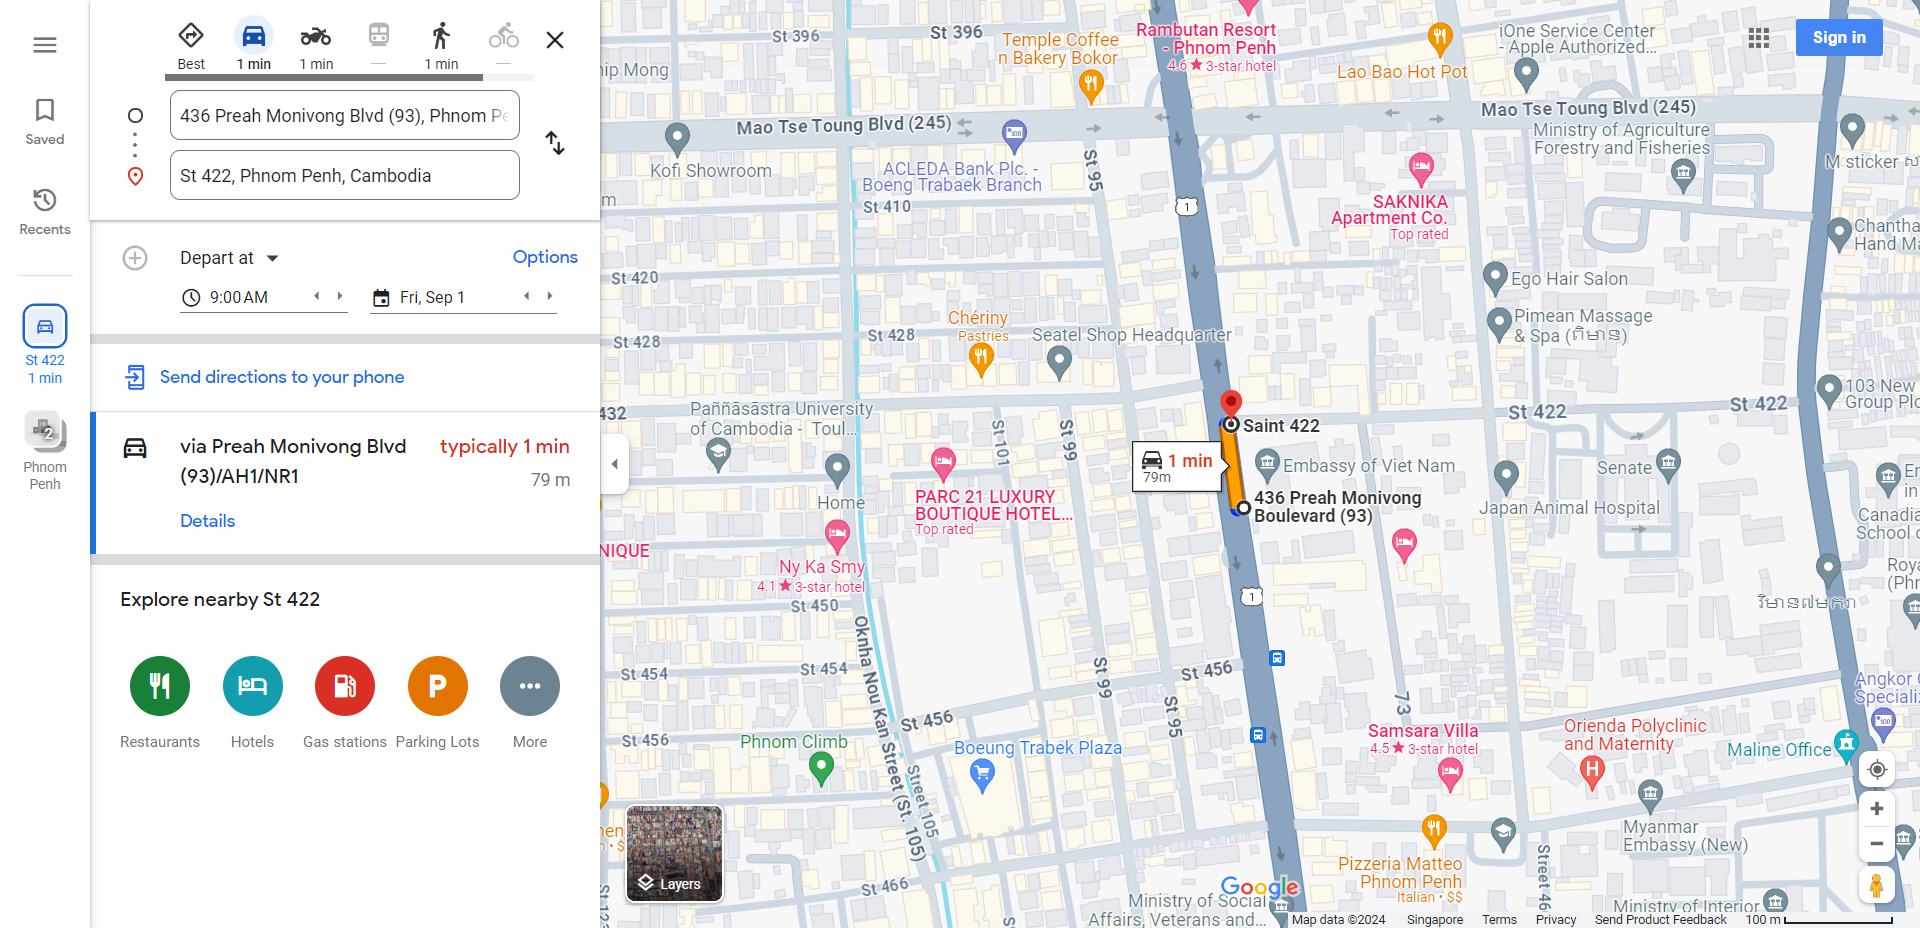 Saved
Recents
St 422
1 min
2
Phnom
Penh
Best
1 min
1 min
—
1 min
—
436 Preah Monivong Blvd (93), Phnom Pe
St 422, Phnom Penh, Cambodia
Depart at
Options
9:00 AM
Fri, Sep 1
Send directions to your phone
via Preah Monivong Blvd
(93)/AH1/NR1
typically 1 min
79 m
Details
Explore nearby St 422
Restaurants
Hotels
Gas stations
P
Parking Lots
More
St 396
St 396
Temple Coffee
n Bakery Bokor
Rambutan Resort
- Phnom Penh
4.6★ 3-star hotel
Lao Bao Hot Pot
iOne Service Center
- Apple Authorized...
Sign in
nip Mong
Mao Tse Toung Blvd (245)
Mao Tse Toung Blvd (245)
Kofi Showroom
ACLEDA Bank Plc. -
Boeng Trabaek Branch
St 95
Ministry of Agriculture
Forestry and Fisheries
M sticker
m
St 410
1
SAKNIKA
Apartment Co.
Top rated
Chantha
Hand Ma
St 420
Ego Hair Salon
Pimean Massage
& Spa (ពិមាន)
Chériny
Pastries
St 428
St 428
Seatel Shop Headquarter
103 New
Group Plc
432
Paññāsāstra University
of Cambodia - Toul...
St 101
St 99
Saint 422
St 422
St 422
1 min
79m
Embassy of Viet Nam
Senate
436 Preah Monivong
Boulevard (93)
Home
PARC 21 LUXURY
BOUTIQUE HOTEL...
Top rated
Japan Animal Hospital
En
in
Canadia
School o
NIQUE
Ny Ka Smy
4.1★ 3-star hotel
Roya
(Phn
St 450
1
វិមាន៧មករា
Oknha Nou Kan Street (St. 105)
St 454
St 454
St 99
St 456
St 95
73
St 456
St 456
Phnom Climb
Boeung Trabek Plaza
Street 105
Samsara Villa
4.5★ 3-star hotel
Orienda Polyclinic
and Maternity
H
Maline Office
Angkor C
Specializ
nen
n • $
Layers
Myanmar
Embassy (New)
St 466
Pizzeria Matteo
Phnom Penh
Italian • $$
Street 46
Google
Ministry of Social
Affairs, Veterans and...
Ministry of Interior
Map data ©2024
Singapore
Terms
Privacy
Send Product Feedback
100 m